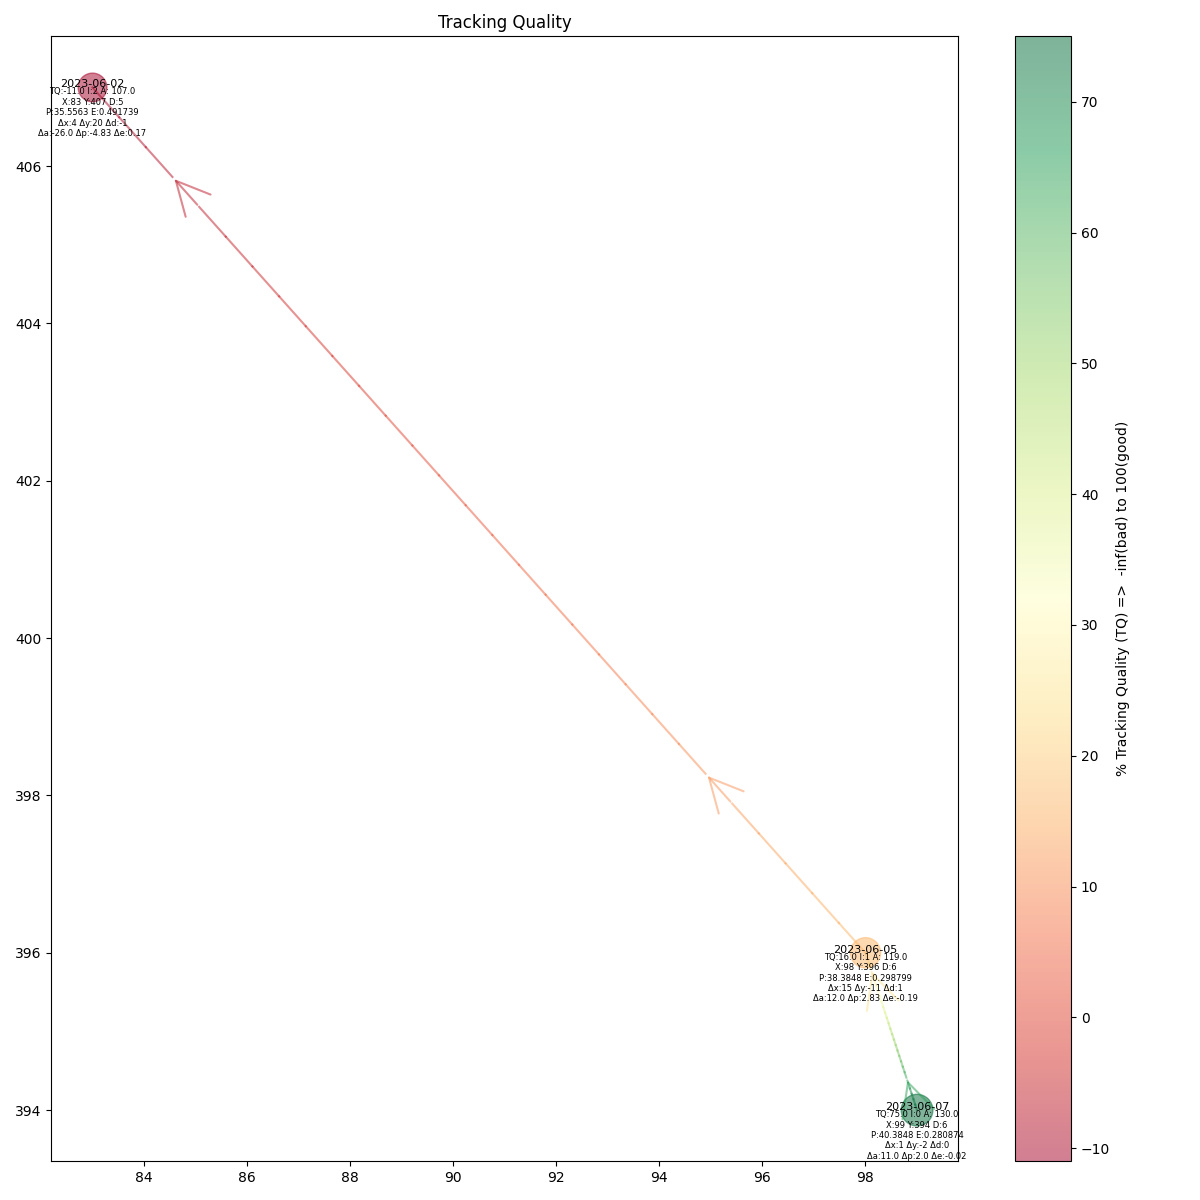 Tracking Quality
2023-06-02
TQ:-11.0 I:2 A: 107.0
X:83 Y:407 D:5
P:35.5563 E:0.491739
Δx:4 Δy:20 Δd:-1
Δa:-26.0 Δp:-4.83 Δe:0.17
2023-06-05
TQ:16.0 I:1 A: 119.0
X:98 Y:396 D:6
P:38.3848 E:0.298799
Δx:15 Δy:-11 Δd:1
Δa:12.0 Δp:2.83 Δe:-0.19
2023-06-07
TQ:75.0 I:0 A: 130.0
X:99 Y:394 D:6
P:40.3848 E:0.280874
Δx:1 Δy:-2 Δd:0
Δa:11.0 Δp:2.0 Δe:-0.02
406
404
402
400
398
396
394
84
86
88
90
92
94
96
98
70
60
50
40
30
20
10
0
−10
% Tracking Quality (TQ) => -inf(bad) to 100(good)